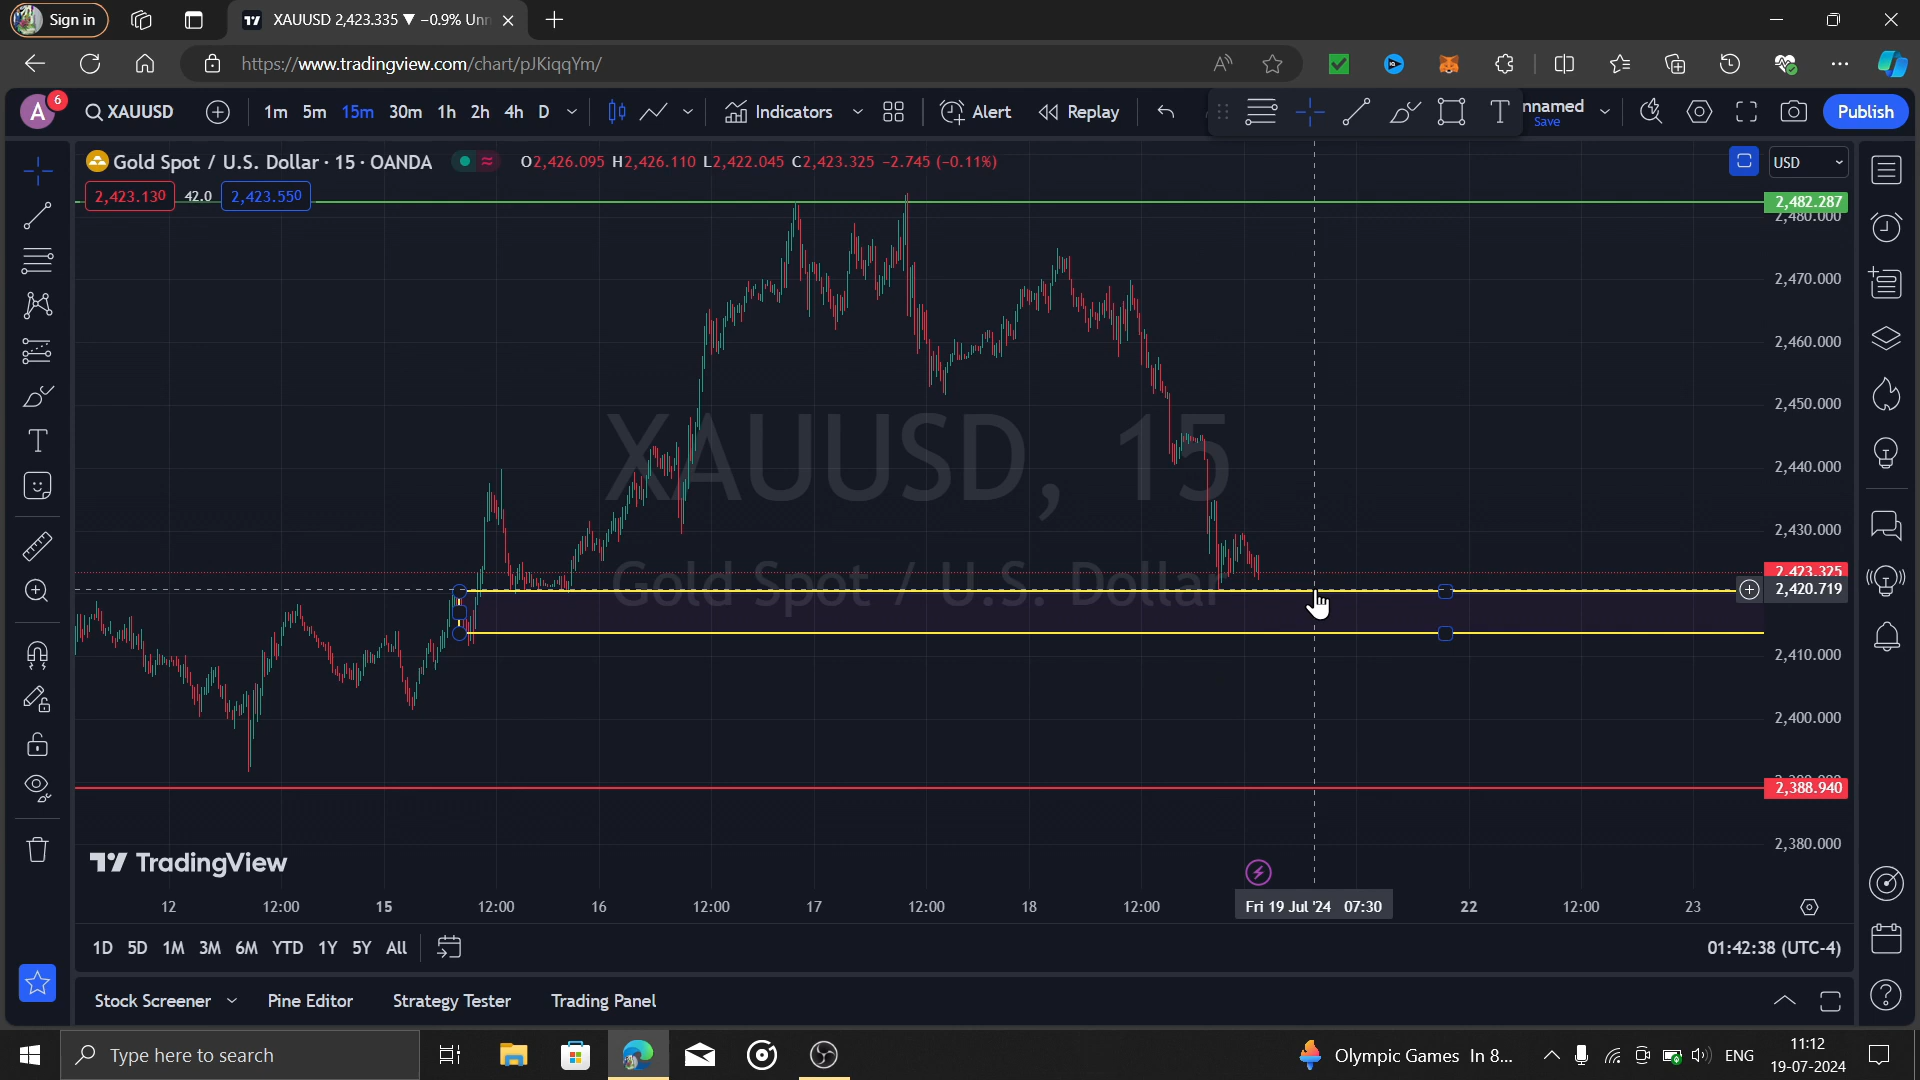 Sign in
XAUUSD 2,423.335 ▼ −0.9% Unn
https://www.tradingview.com/chart/pJKiqqYm/
A 6
XAUUSD
1m 5m 15m 30m 1h 2h 4h D
Indicators
Alert
Replay
T
nnamed
Save
Publish
Gold Spot / U.S. Dollar · 15 · OANDA
O2,426.095 H2,426.110 L2,422.045 C2,423.325 −2.745 (−0.11%)
USD
2,423.130 42.0 2,423.550
2,482.287
2,480.000
2,470.000
2,460.000
2,450.000
2,440.000
2,430.000
2,423.325
2,420.719
2,410.000
2,400.000
2,388.940
2,380.000
XAUUSD, 15
Gold Spot / U.S. Dollar
TradingView
12 12:00 15 12:00 16 12:00 17 12:00 18 12:00 Fri 19 Jul '24 07:30 22 12:00 23
1D 5D 1M 3M 6M YTD 1Y 5Y All
01:42:38 (UTC-4)
Stock Screener Pine Editor Strategy Tester Trading Panel
Type here to search
Olympic Games In 8...
ENG
11:12
19-07-2024